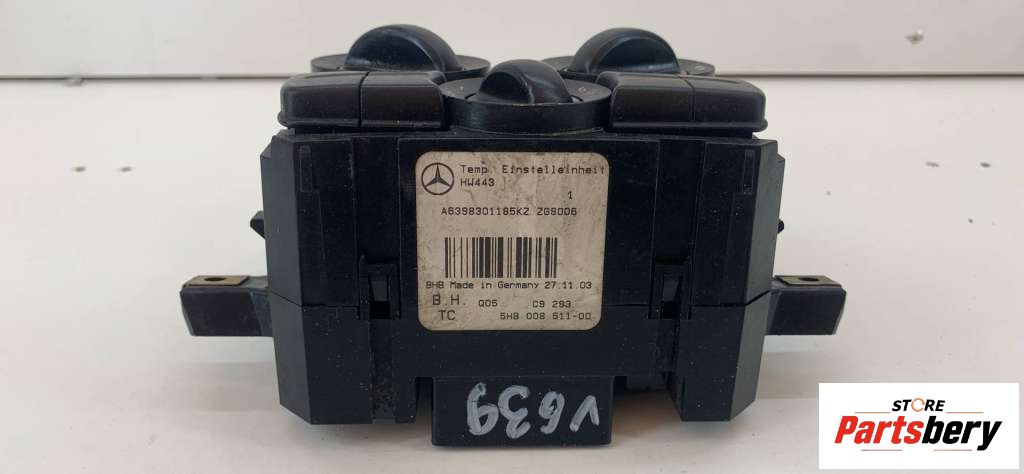 Temp. Einstelleinheit
HW443
1
A6398301185KZ ZGS006
BHB Made in Germany 27.11.03
B.H. Q05 C9 293
TC 5HB 008 511-00
V639
STORE
Partsbery